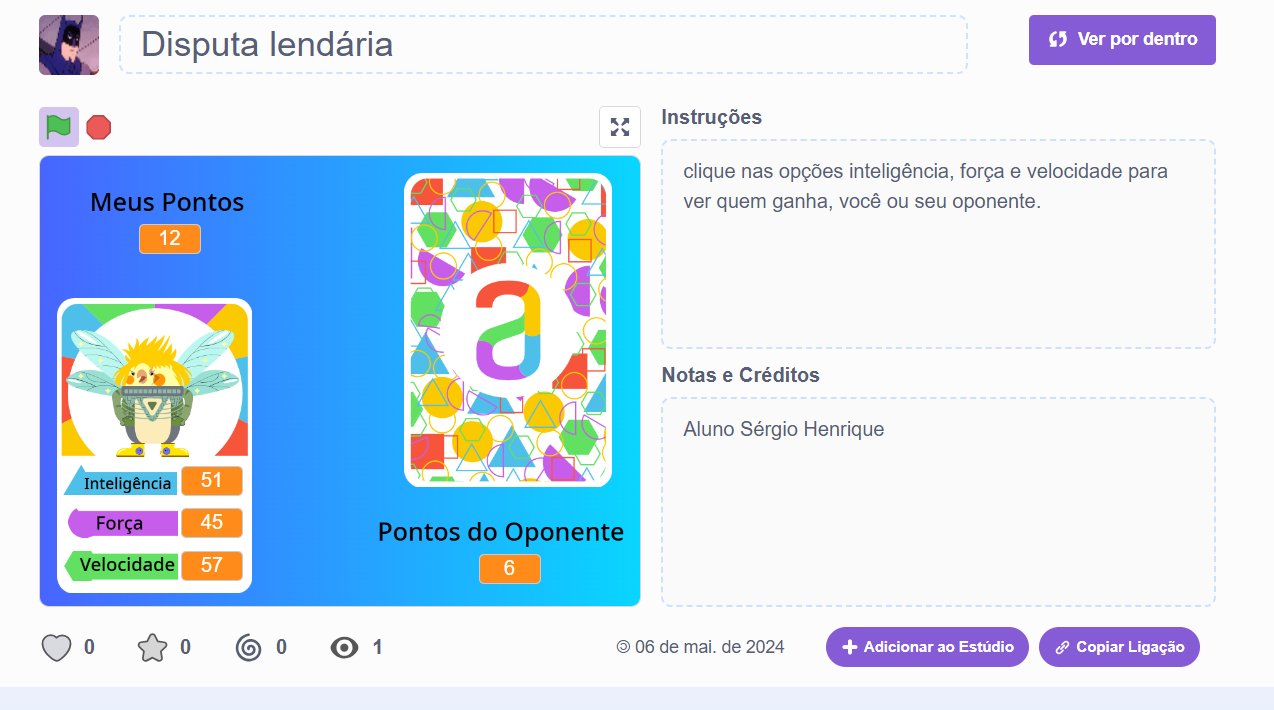 Disputa lendária
Ver por dentro
Meus Pontos
12
a
Inteligência 51
Força 45
Velocidade 57
Pontos do Oponente
6
Instruções
clique nas opções inteligência, força e velocidade para
ver quem ganha, você ou seu oponente.
Notas e Créditos
Aluno Sérgio Henrique
0 0 0 1
06 de mai. de 2024
Adicionar ao Estúdio
Copiar Ligação